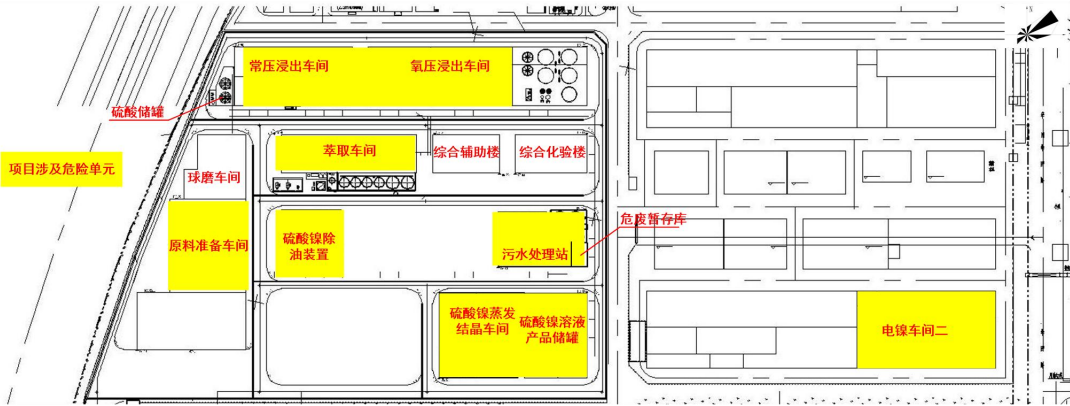 常压浸出车间
氧压浸出车间
硫酸储罐
项目涉及危险单元
球磨车间
萃取车间
综合辅助楼
综合化验楼
原料准备车间
硫酸镍除
油装置
污水处理站
危废暂存库
硫酸镍蒸发
结晶车间
硫酸镍溶液
产品储罐
电镍车间二